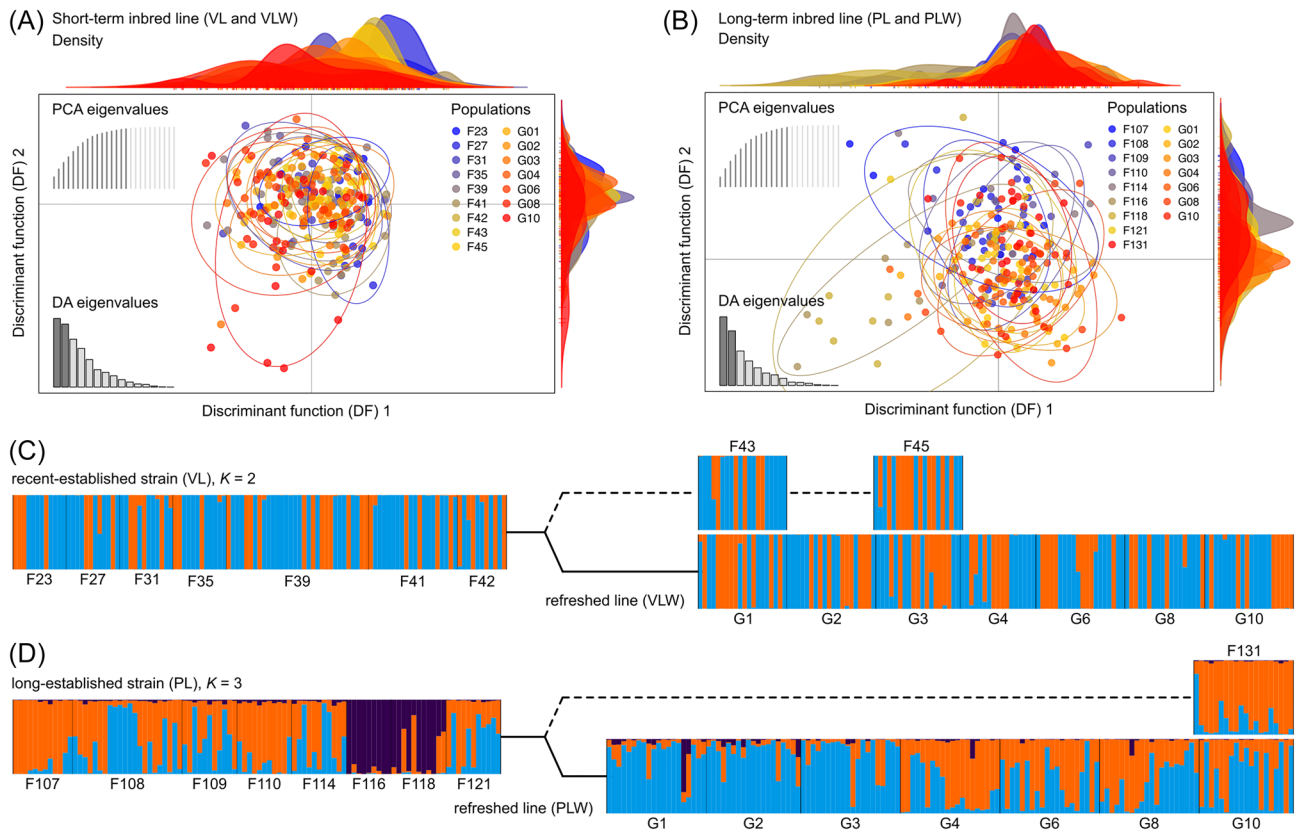 (A)
Short-term inbred line (VL and VLW)
Density
PCA eigenvalues
Populations
F23
F27
F31
F35
F39
F41
F42
F43
F45
G01
G02
G03
G04
G06
G08
G10
DA eigenvalues
Discriminant function (DF) 2
Discriminant function (DF) 1
(B)
Long-term inbred line (PL and PLW)
Density
PCA eigenvalues
Populations
F107
F108
F109
F110
F114
F116
F118
F121
F131
G01
G02
G03
G04
G06
G08
G10
DA eigenvalues
Discriminant function (DF) 2
Discriminant function (DF) 1
(C)
recent-established strain (VL), K = 2
F23 F27 F31 F35 F39 F41 F42
F43 F45
refreshed line (VLW)
G1 G2 G3 G4 G6 G8 G10
(D)
long-established strain (PL), K = 3
F107 F108 F109 F110 F114 F116 F118 F121
F131
refreshed line (PLW)
G1 G2 G3 G4 G6 G8 G10